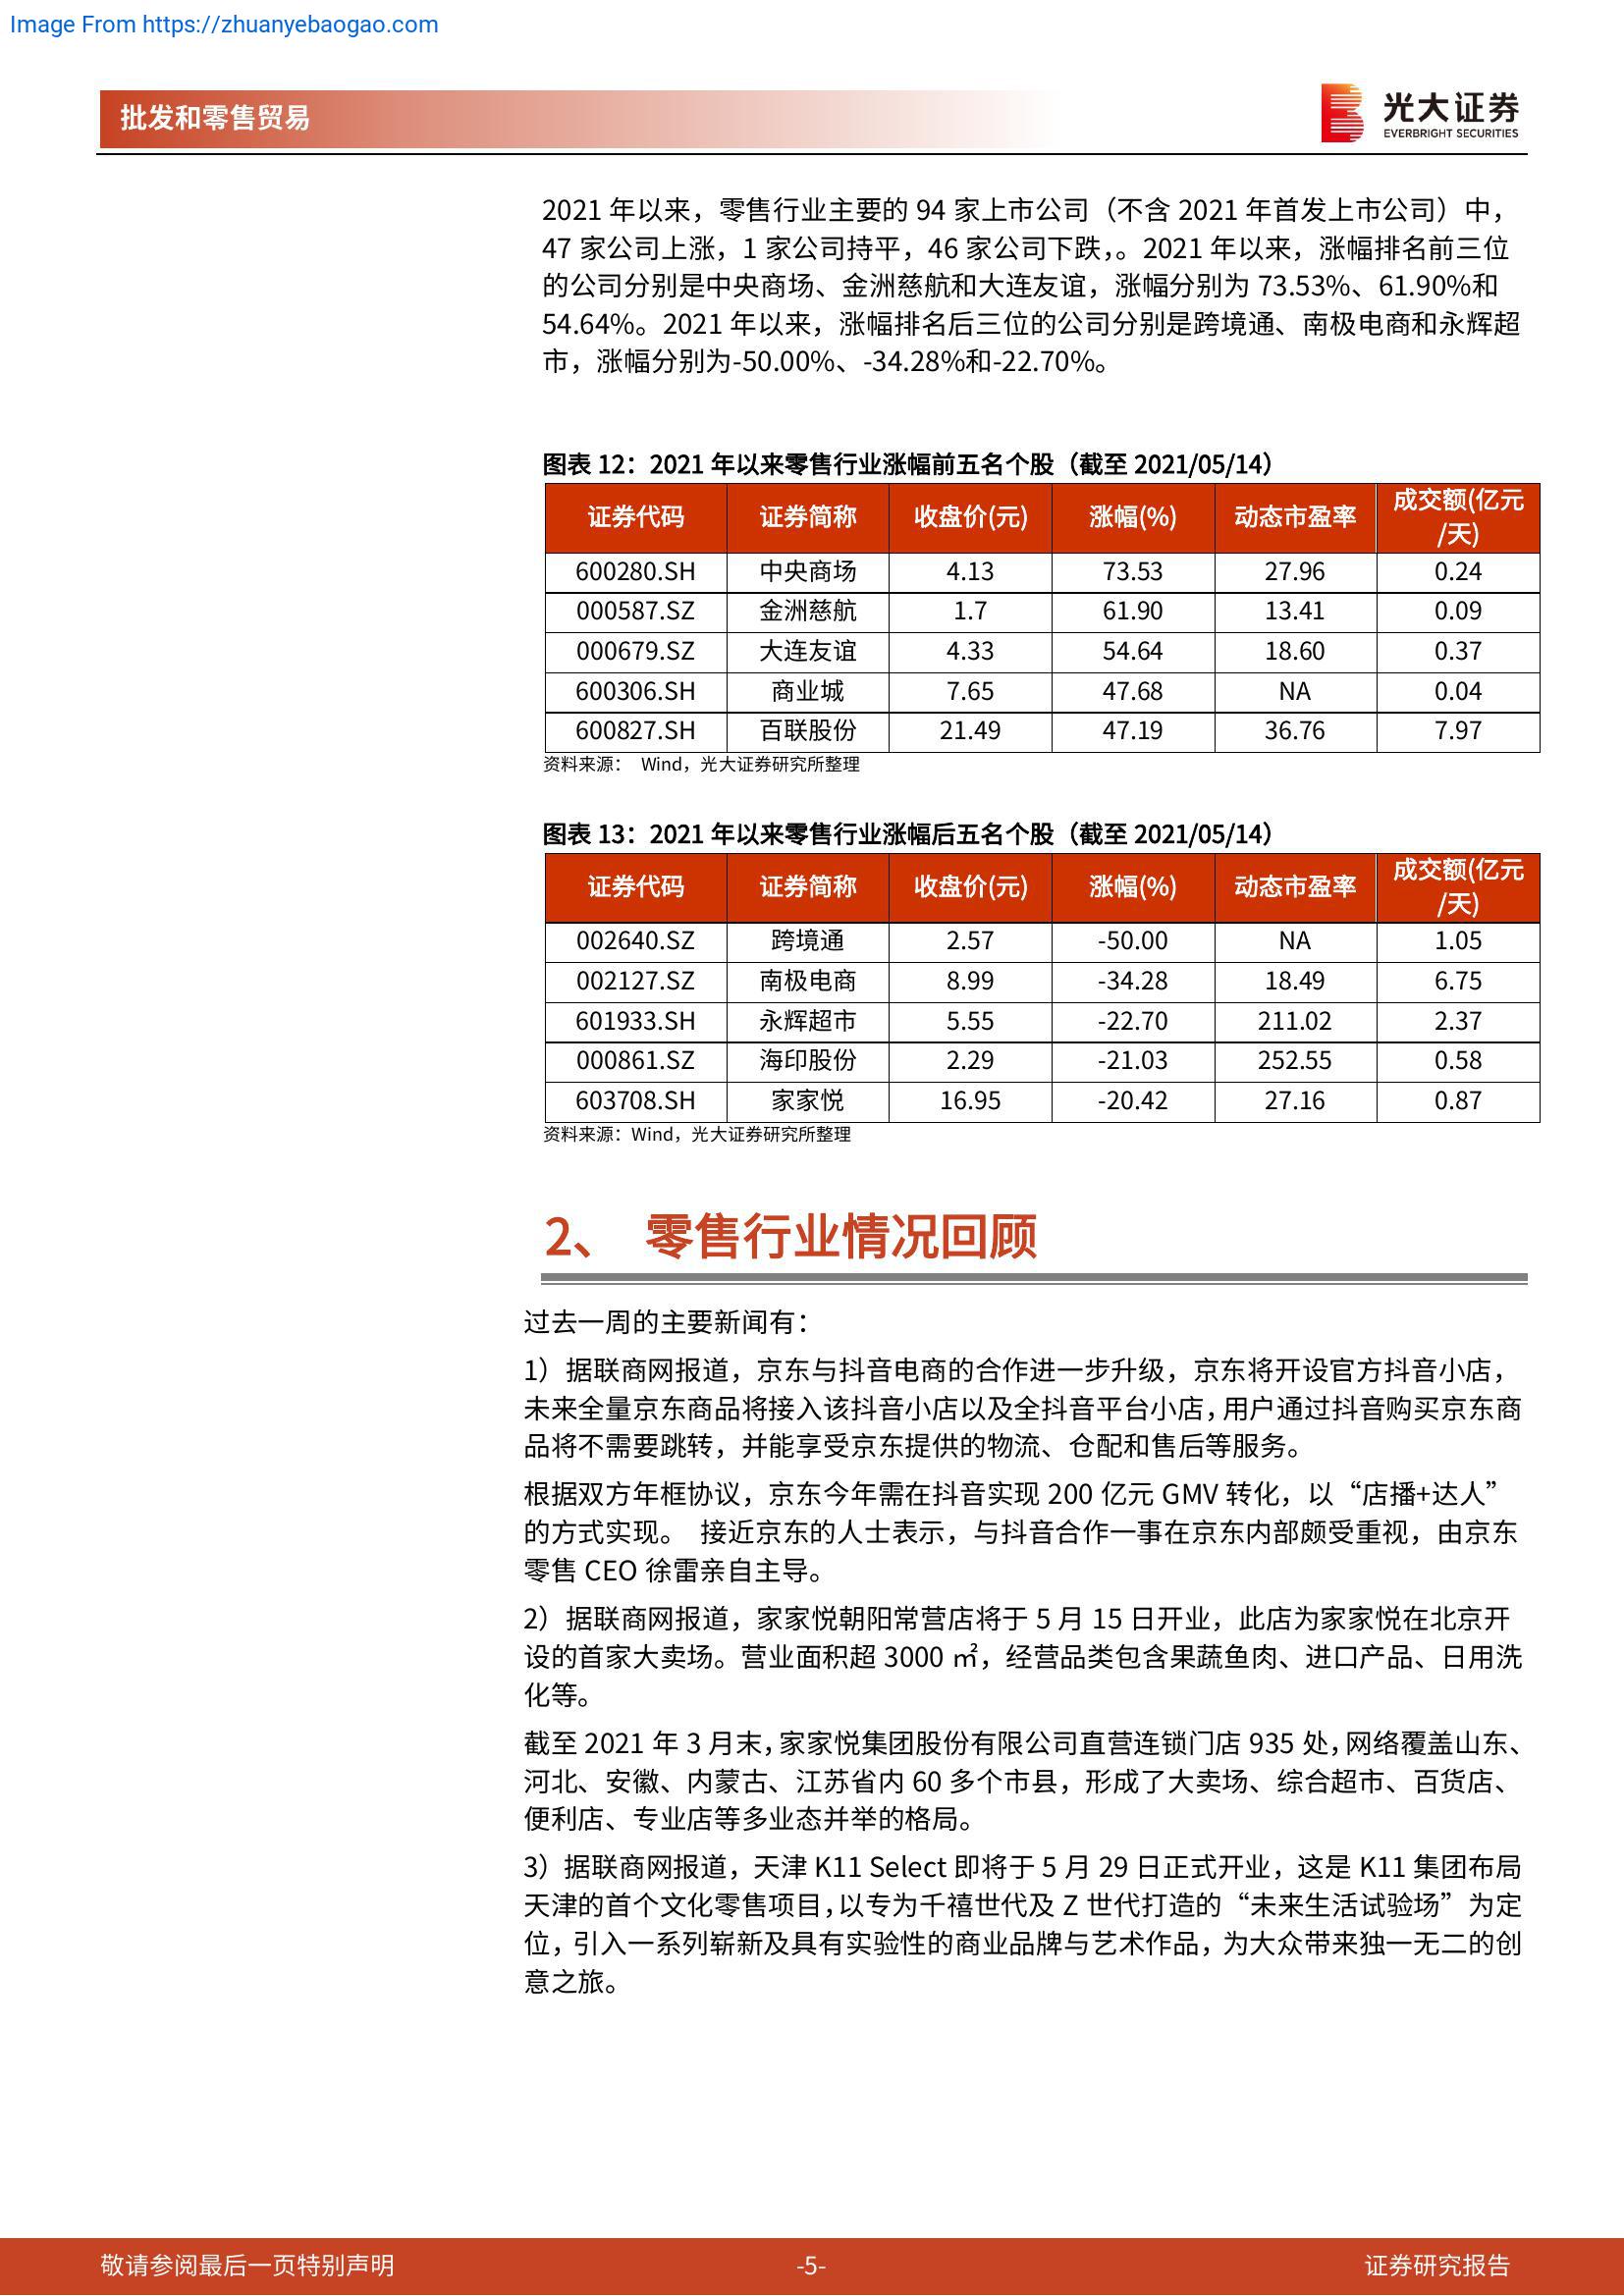 Image From https://zhuanyebaogao.com
批发和零售贸易
光大证券
EVERBRIGHT SECURITIES
2021 年以来，零售行业主要的 94 家上市公司（不含 2021 年首发上市公司）中，
47 家公司上涨，1 家公司持平，46 家公司下跌，。2021 年以来，涨幅排名前三位
的公司分别是中央商场、金洲慈航和大连友谊，涨幅分别为 73.53%、61.90%和
54.64%。2021 年以来，涨幅排名后三位的公司分别是跨境通、南极电商和永辉超
市，涨幅分别为-50.00%、-34.28%和-22.70%。
图表 12：2021 年以来零售行业涨幅前五名个股（截至 2021/05/14）
证券代码 证券简称 收盘价(元) 涨幅(%) 动态市盈率 成交额(亿元
/天)
600280.SH 中央商场 4.13 73.53 27.96 0.24
000587.SZ 金洲慈航 1.7 61.90 13.41 0.09
000679.SZ 大连友谊 4.33 54.64 18.60 0.37
600306.SH 商业城 7.65 47.68 NA 0.04
600827.SH 百联股份 21.49 47.19 36.76 7.97
资料来源： Wind，光大证券研究所整理
图表 13：2021 年以来零售行业涨幅后五名个股（截至 2021/05/14）
证券代码 证券简称 收盘价(元) 涨幅(%) 动态市盈率 成交额(亿元
/天)
002640.SZ 跨境通 2.57 -50.00 NA 1.05
002127.SZ 南极电商 8.99 -34.28 18.49 6.75
601933.SH 永辉超市 5.55 -22.70 211.02 2.37
000861.SZ 海印股份 2.29 -21.03 252.55 0.58
603708.SH 家家悦 16.95 -20.42 27.16 0.87
资料来源：Wind，光大证券研究所整理
2、 零售行业情况回顾
过去一周的主要新闻有：
1）据联商网报道，京东与抖音电商的合作进一步升级，京东将开设官方抖音小店，
未来全量京东商品将接入该抖音小店以及全抖音平台小店，用户通过抖音购买京东商
品将不需要跳转，并能享受京东提供的物流、仓配和售后等服务。
根据双方年框协议，京东今年需在抖音实现 200 亿元 GMV 转化，以“店播+达人”
的方式实现。 接近京东的人士表示，与抖音合作一事在京东内部颇受重视，由京东
零售 CEO 徐雷亲自主导。
2）据联商网报道，家家悦朝阳常营店将于 5 月 15 日开业，此店为家家悦在北京开
设的首家大卖场。营业面积超 3000 ㎡，经营品类包含果蔬鱼肉、进口产品、日用洗
化等。
截至 2021 年 3 月末，家家悦集团股份有限公司直营连锁门店 935 处，网络覆盖山东、
河北、安徽、内蒙古、江苏省内 60 多个市县，形成了大卖场、综合超市、百货店、
便利店、专业店等多业态并举的格局。
3）据联商网报道，天津 K11 Select 即将于 5 月 29 日正式开业，这是 K11 集团布局
天津的首个文化零售项目，以专为千禧世代及 Z 世代打造的“未来生活试验场”为定
位，引入一系列崭新及具有实验性的商业品牌与艺术作品，为大众带来独一无二的创
意之旅。
敬请参阅最后一页特别声明 -5- 证券研究报告